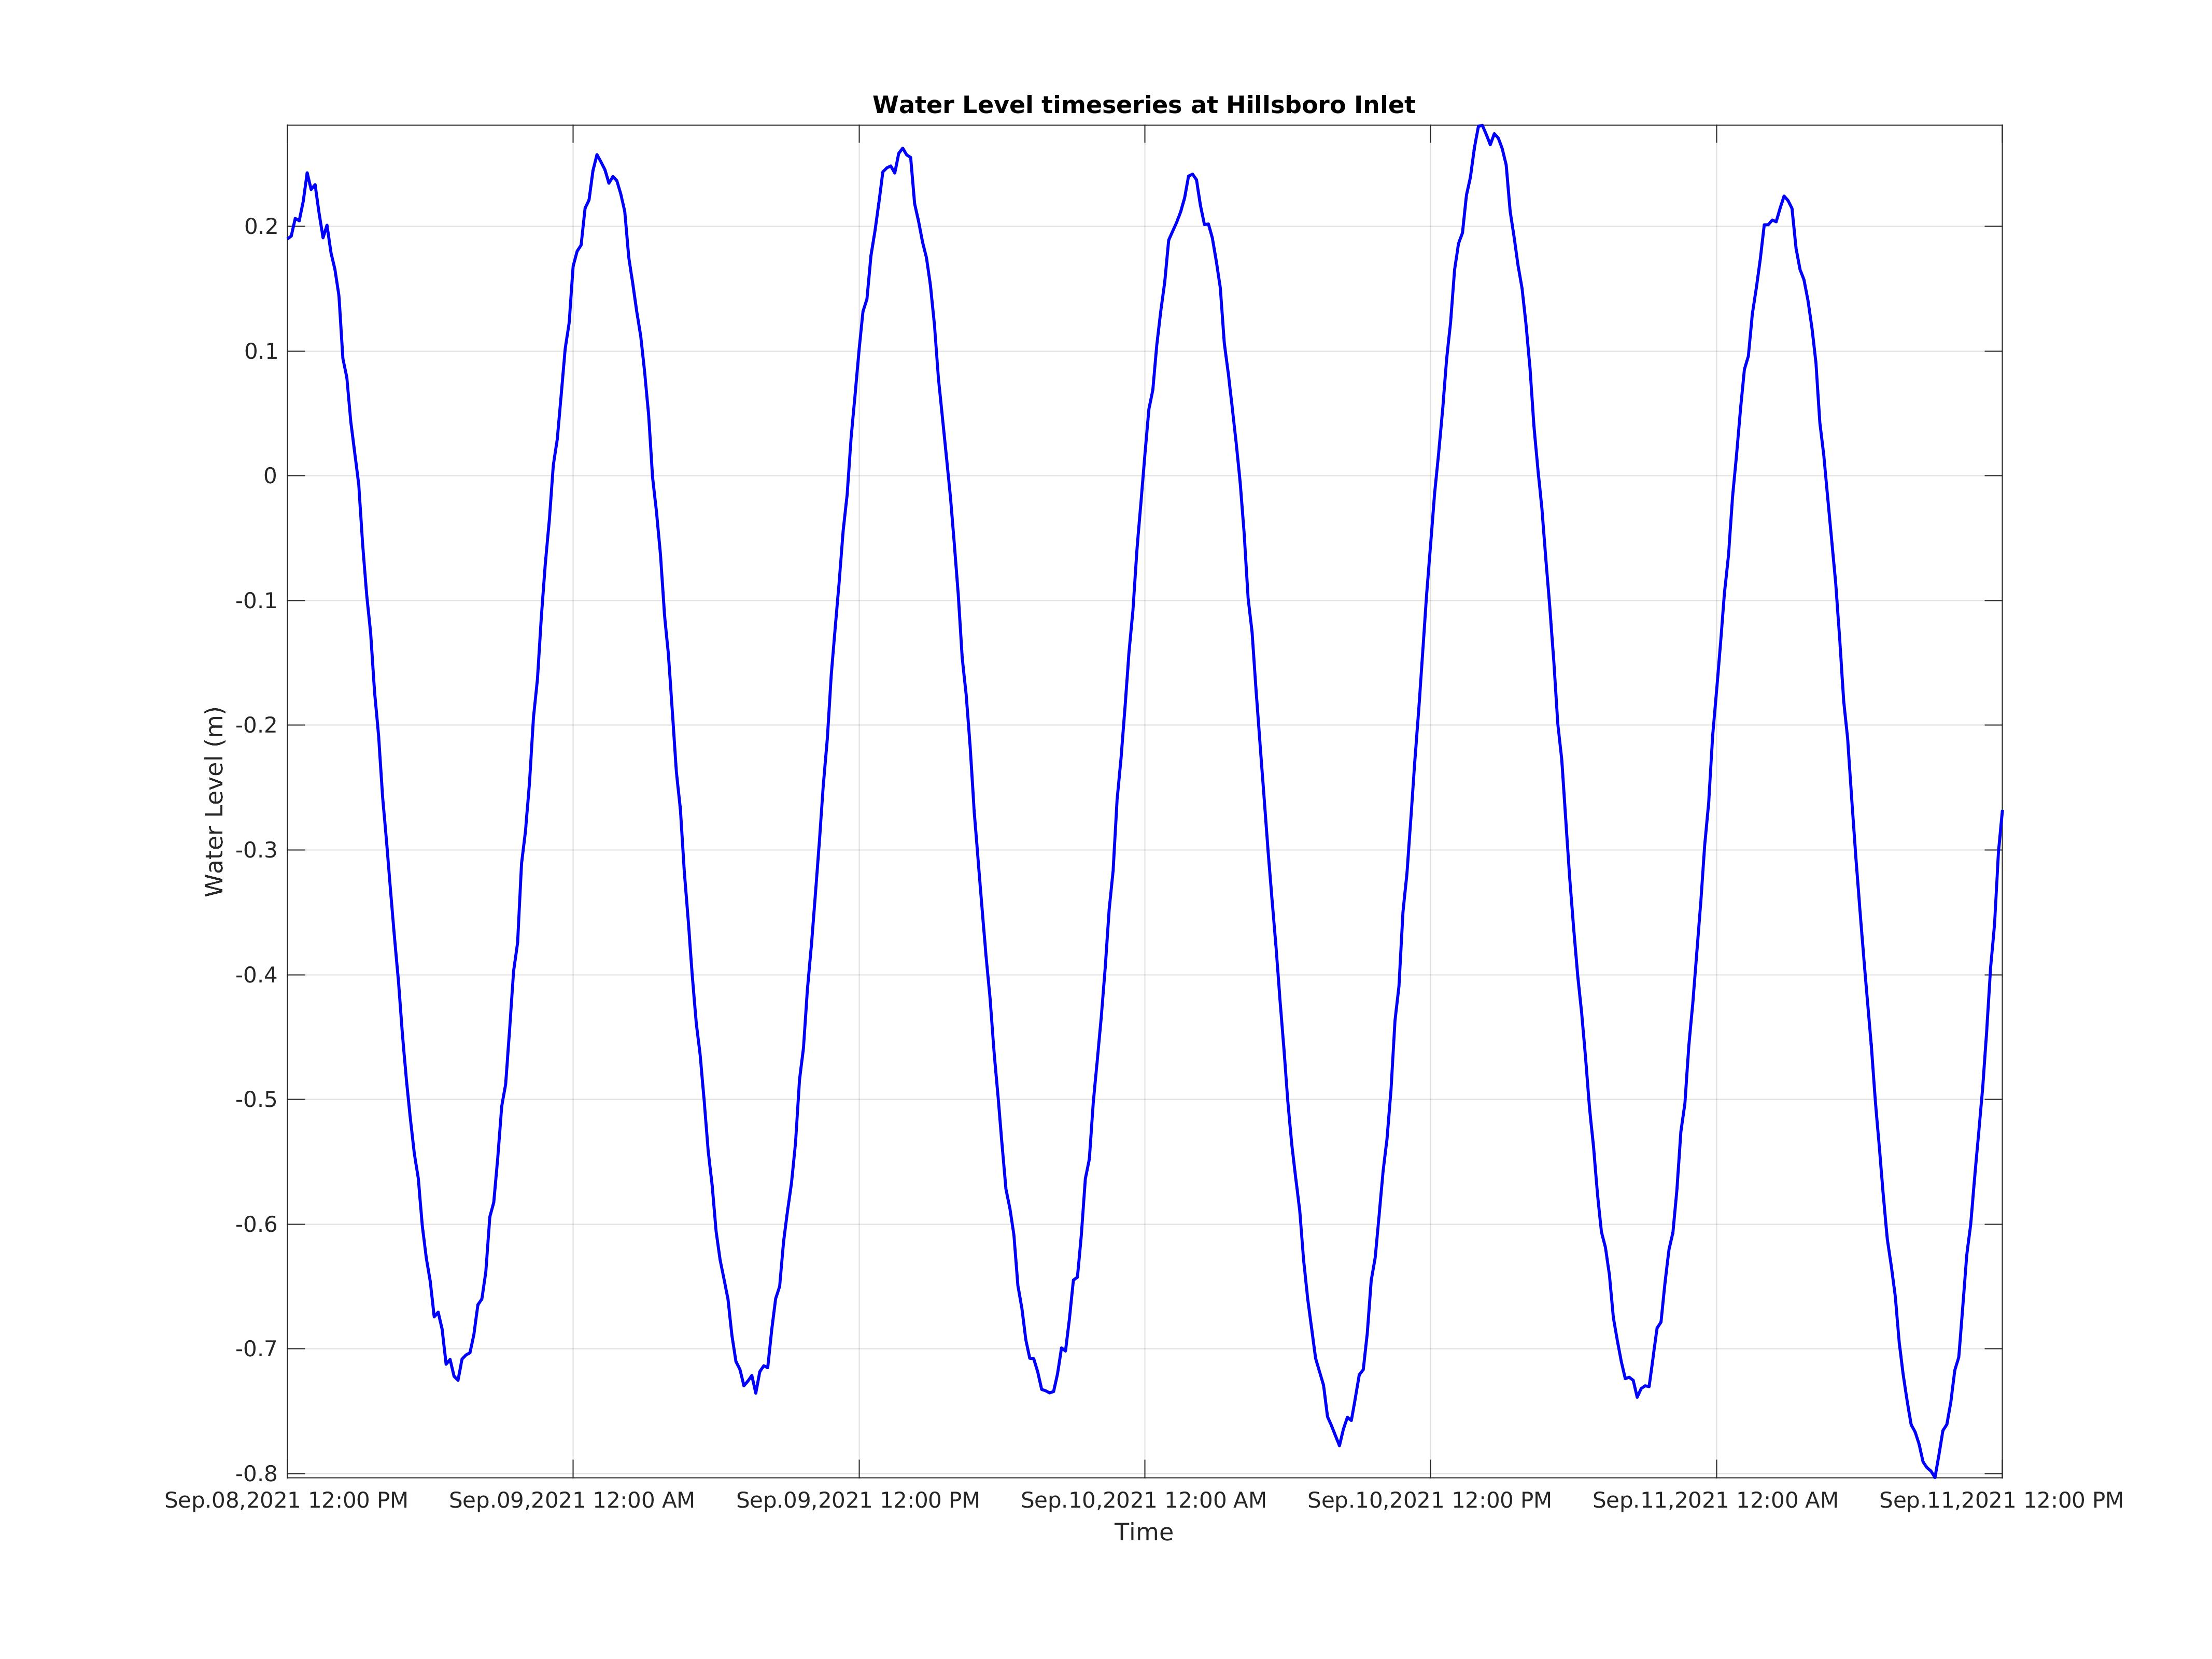 Water Level timeseries at Hillsboro Inlet
0.2
0.1
0
-0.1
-0.2
-0.3
-0.4
-0.5
-0.6
-0.7
-0.8
Water Level (m)
Sep.08,2021 12:00 PM
Sep.09,2021 12:00 AM
Sep.09,2021 12:00 PM
Sep.10,2021 12:00 AM
Sep.10,2021 12:00 PM
Sep.11,2021 12:00 AM
Sep.11,2021 12:00 PM
Time